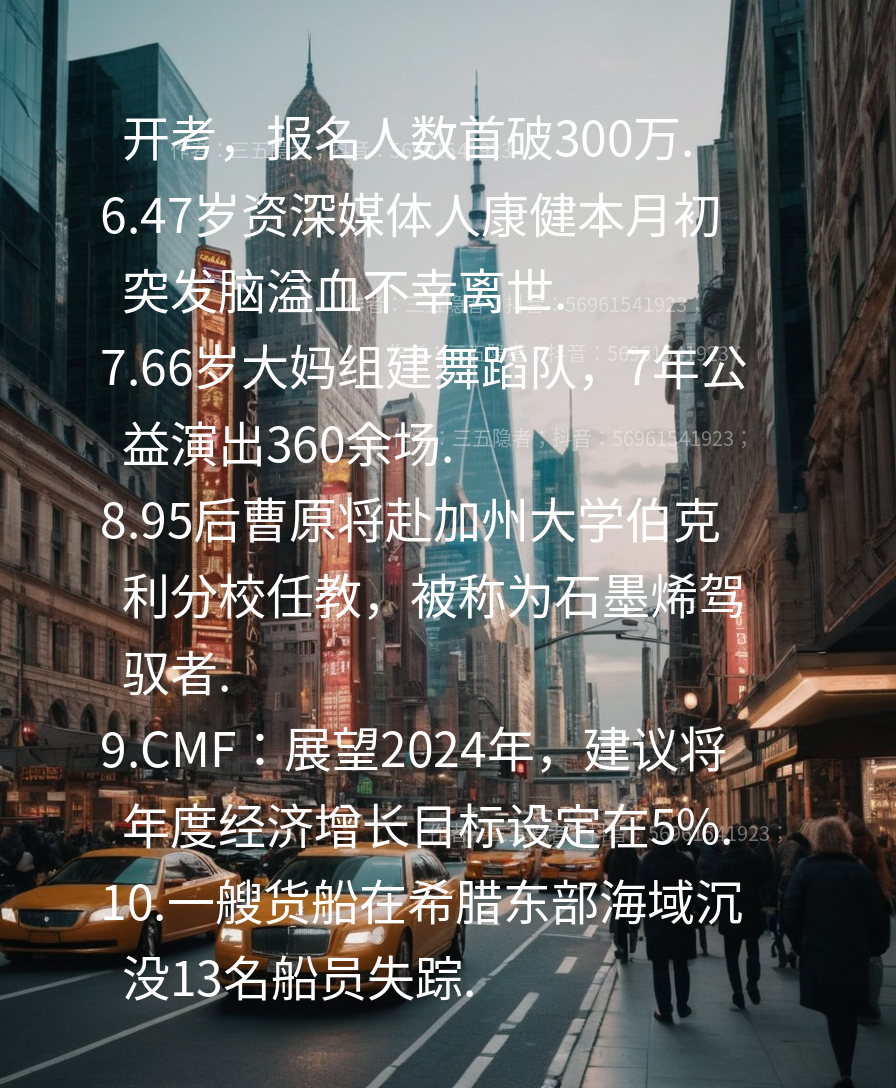 开考，报名人数首破300万.
6.47岁资深媒体人康健本月初
突发脑溢血不幸离世.
7.66岁大妈组建舞蹈队，7年公
益演出360余场.
8.95后曹原将赴加州大学伯克
利分校任教，被称为石墨烯驾
驭者.
9.CMF：展望2024年，建议将
年度经济增长目标设定在5%.
10.一艘货船在希腊东部海域沉
没13名船员失踪.
三五隐者；抖音：56961541923；